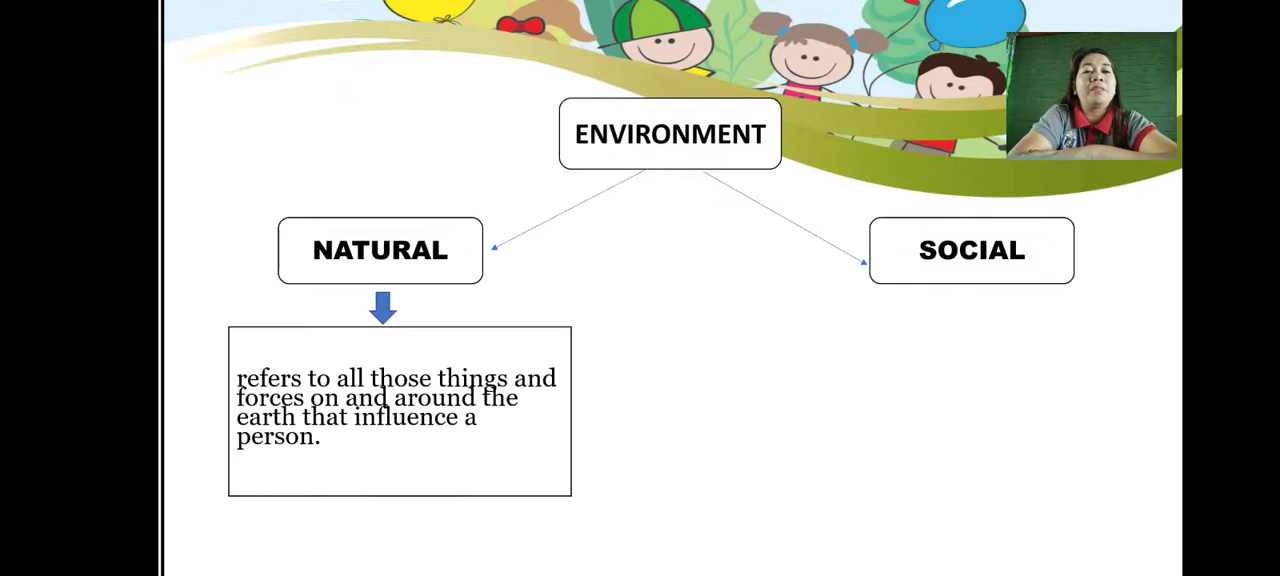 ENVIRONMENT
NATURAL
SOCIAL
refers to all those things and
forces on and around the
earth that influence a
person.